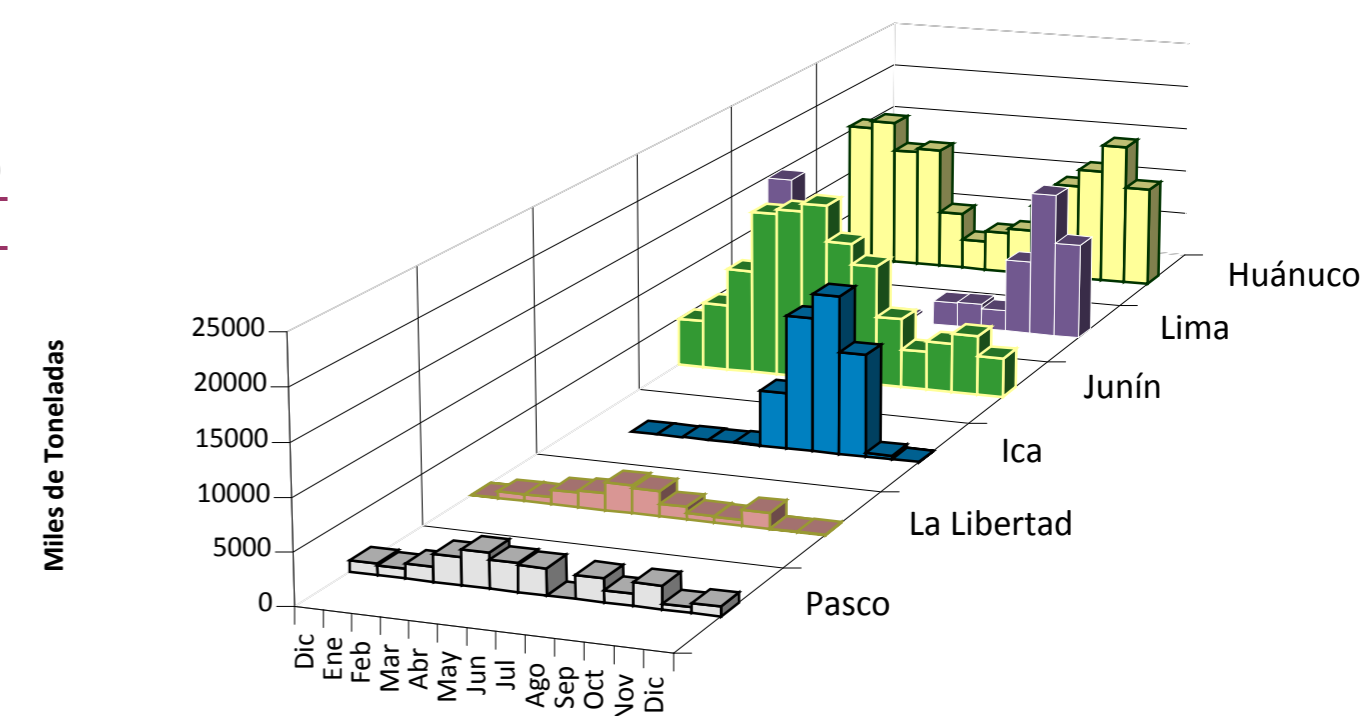 Huánuco
Lima
Junín
Ica
La Libertad
Pasco
Miles de Toneladas
25000
20000
15000
10000
5000
0
Dic
Ene
Feb
Mar
Abr
May
Jun
Jul
Ago
Sep
Oct
Nov
Dic